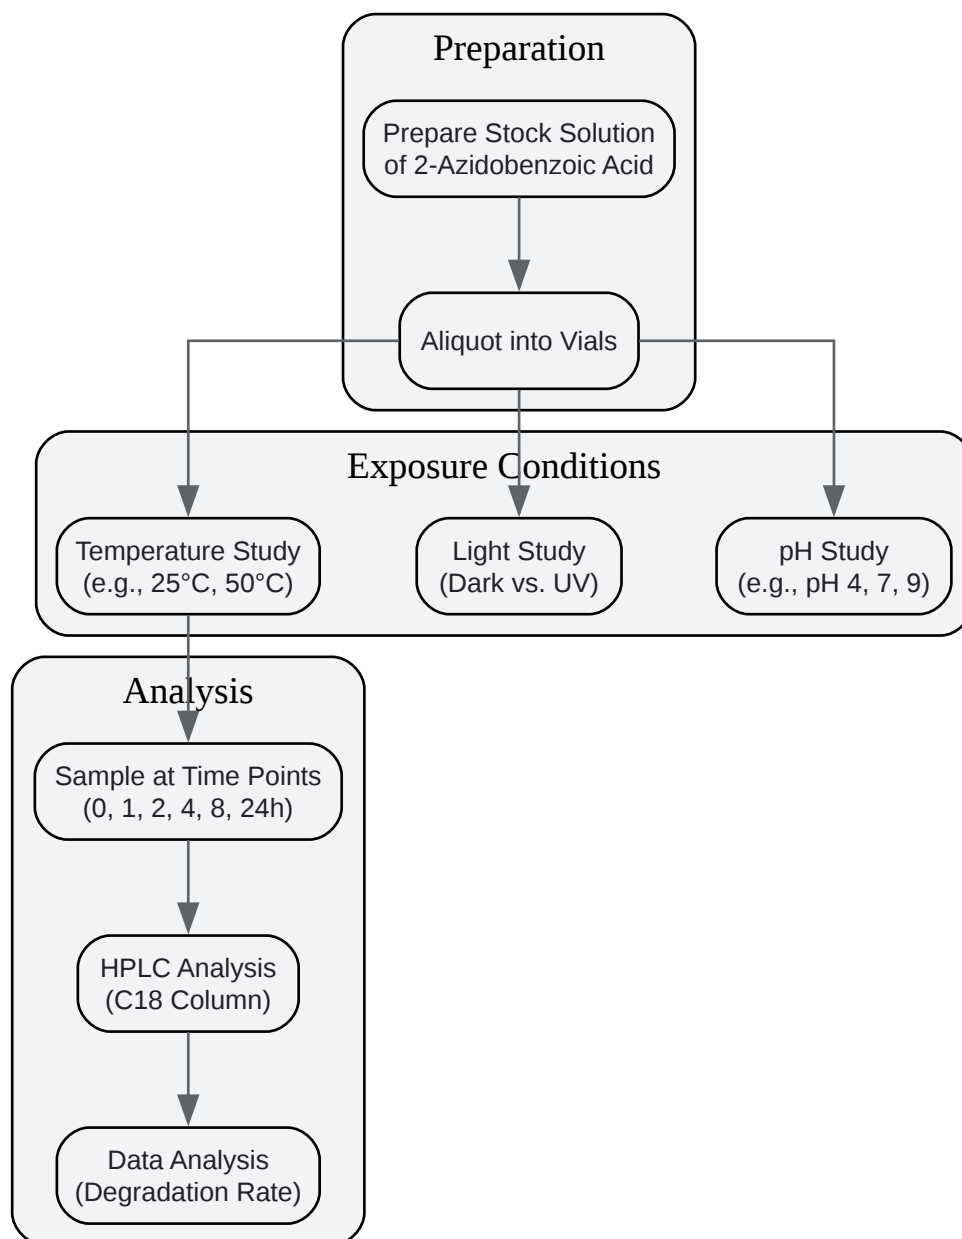 Preparation
Prepare Stock Solution
of 2-Azidobenzoic Acid
Aliquot into Vials
Exposure Conditions
Temperature Study
(e.g., 25°C, 50°C)
Light Study
(Dark vs. UV)
pH Study
(e.g., pH 4, 7, 9)
Analysis
Sample at Time Points
(0, 1, 2, 4, 8, 24h)
HPLC Analysis
(C18 Column)
Data Analysis
(Degradation Rate)